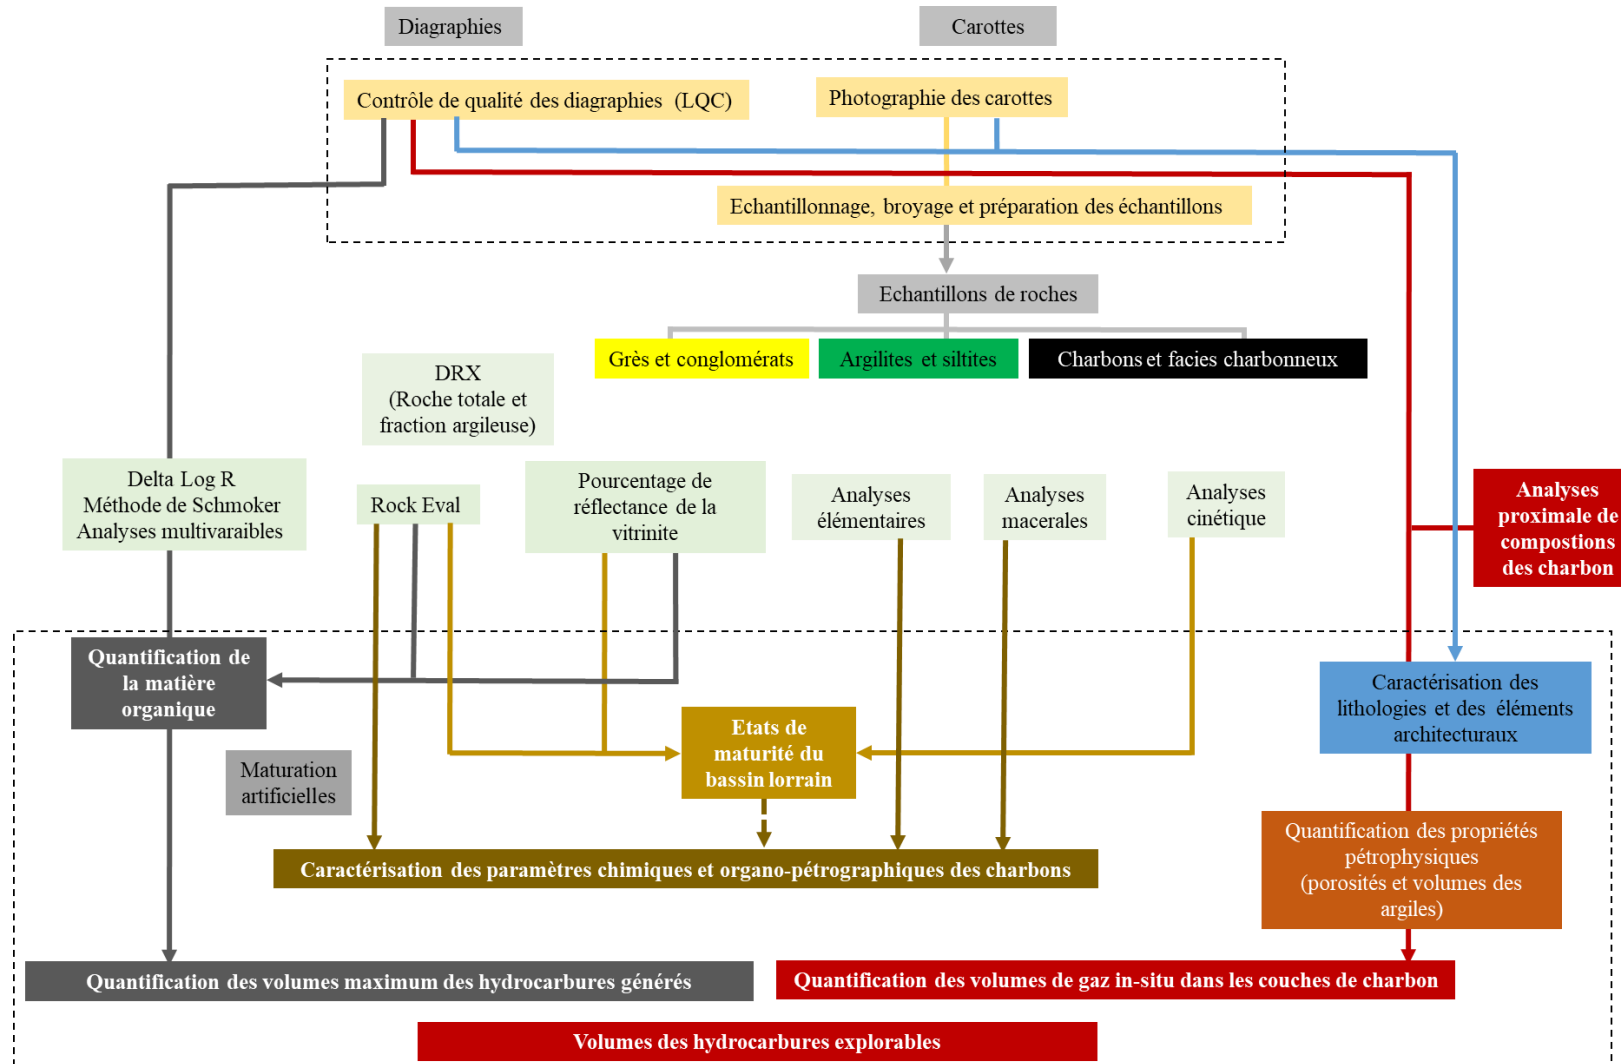 Diagraphies
Carottes
Contrôle de qualité des diagraphies (LQC)
Photographie des carottes
Echantillonnage, broyage et préparation des échantillons
Echantillons de roches
Grès et conglomérats
Argilites et siltites
Charbons et facies charbonneux
DRX
(Roche totale et
fraction argileuse)
Delta Log R
Méthode de Schmoker
Analyses multivaraibles
Rock Eval
Pourcentage de
réflectance de la
vitrinite
Analyses
élémentaires
Analyses
macerales
Analyses
cinétique
Analyses
proximale de
compostions
des charbon
Quantification de
la matière
organique
Etats de
maturité du
bassin lorrain
Caractérisation des
lithologies et des éléments
architecturaux
Maturation
artificielles
Quantification des propriétés
pétrophysiques
(porosités et volumes des
argiles)
Caractérisation des paramètres chimiques et organo-pétrographiques des charbons
Quantification des volumes maximum des hydrocarbures générés
Quantification des volumes de gaz in-situ dans les couches de charbon
Volumes des hydrocarbures explorables